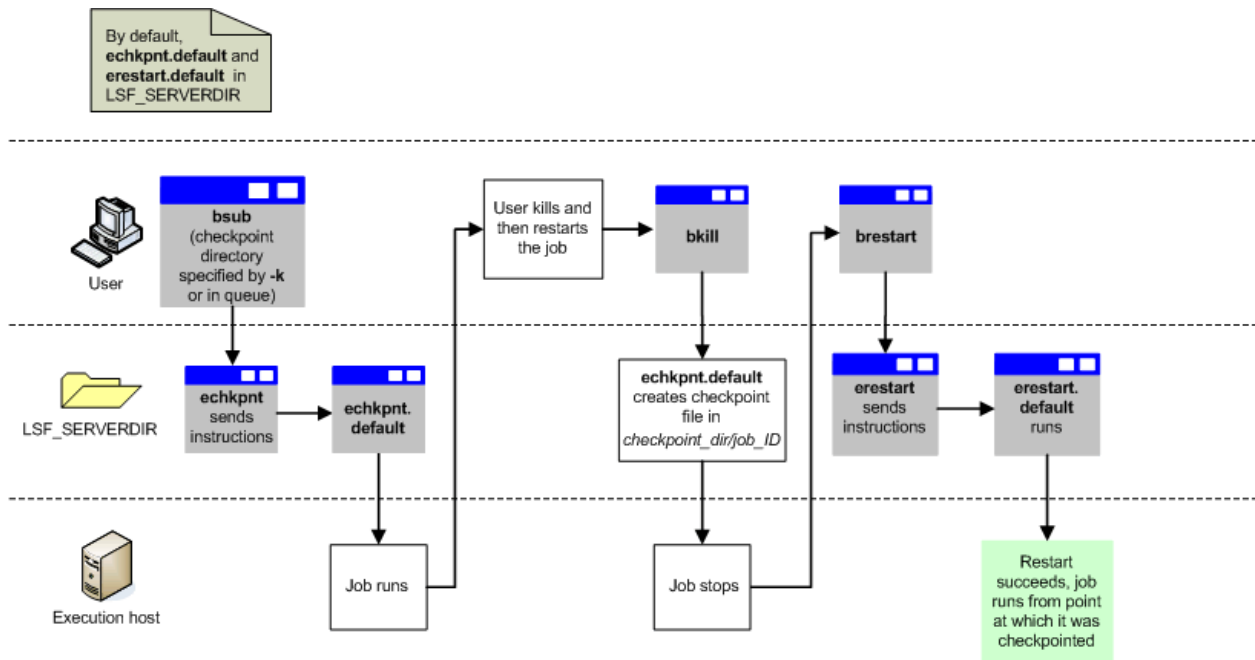 By default,
echkpnt.default and
erestart.default in
LSF_SERVERDIR
User
bsub
(checkpoint
directory
specified by -k
or in queue)
User kills and
then restarts
the job
bkill
brestart
LSF_SERVERDIR
echkpnt
sends
instructions
echkpnt.
default
echkpnt.default
creates checkpoint
file in
checkpoint_dir/job_ID
erestart
sends
instructions
erestart.
default
runs
Execution host
Job runs
Job stops
Restart
succeeds, job
runs from point
at which it was
checkpointed